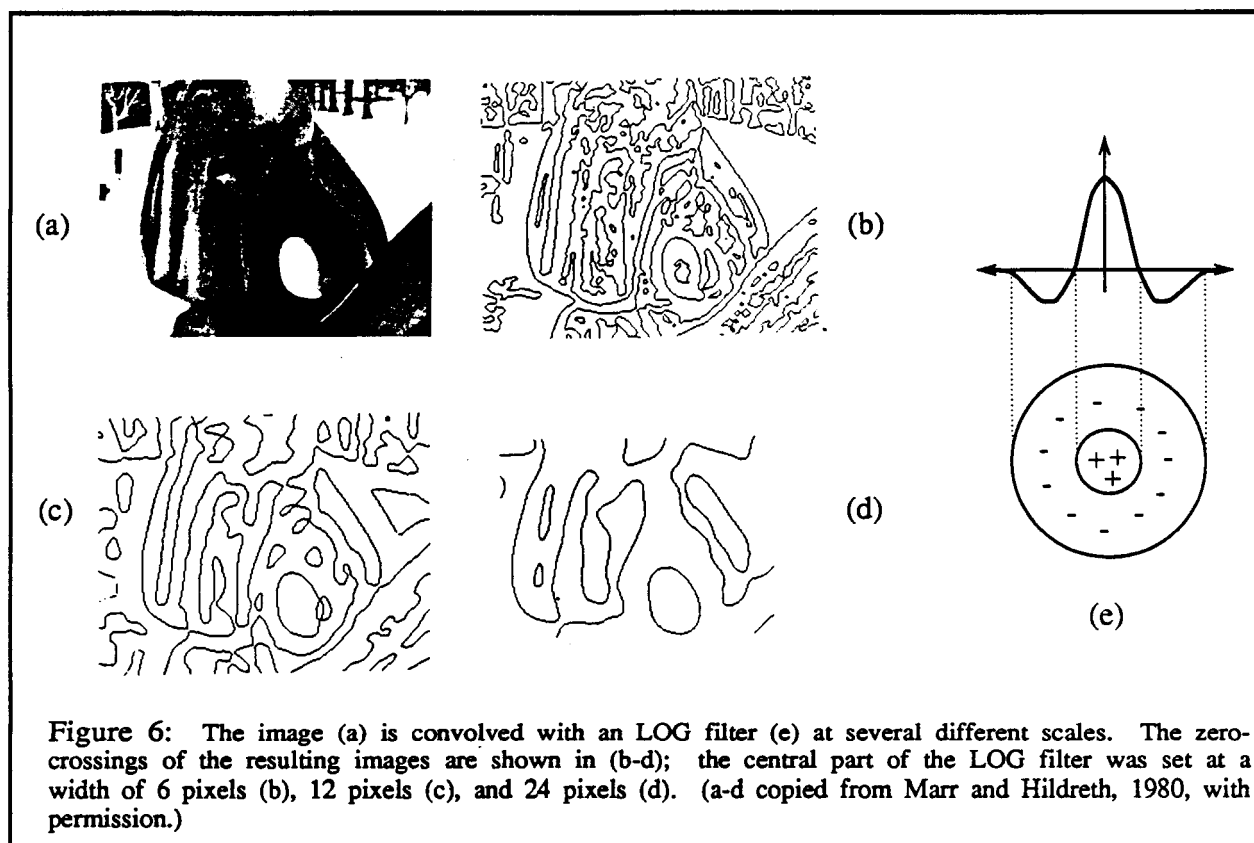 (a)
(b)
(c)
(d)
(e)
Figure 6: The image (a) is convolved with an LOG filter (e) at several different scales. The zero-
crossings of the resulting images are shown in (b-d); the central part of the LOG filter was set at a
width of 6 pixels (b), 12 pixels (c), and 24 pixels (d). (a-d copied from Marr and Hildreth, 1980, with
permission.)